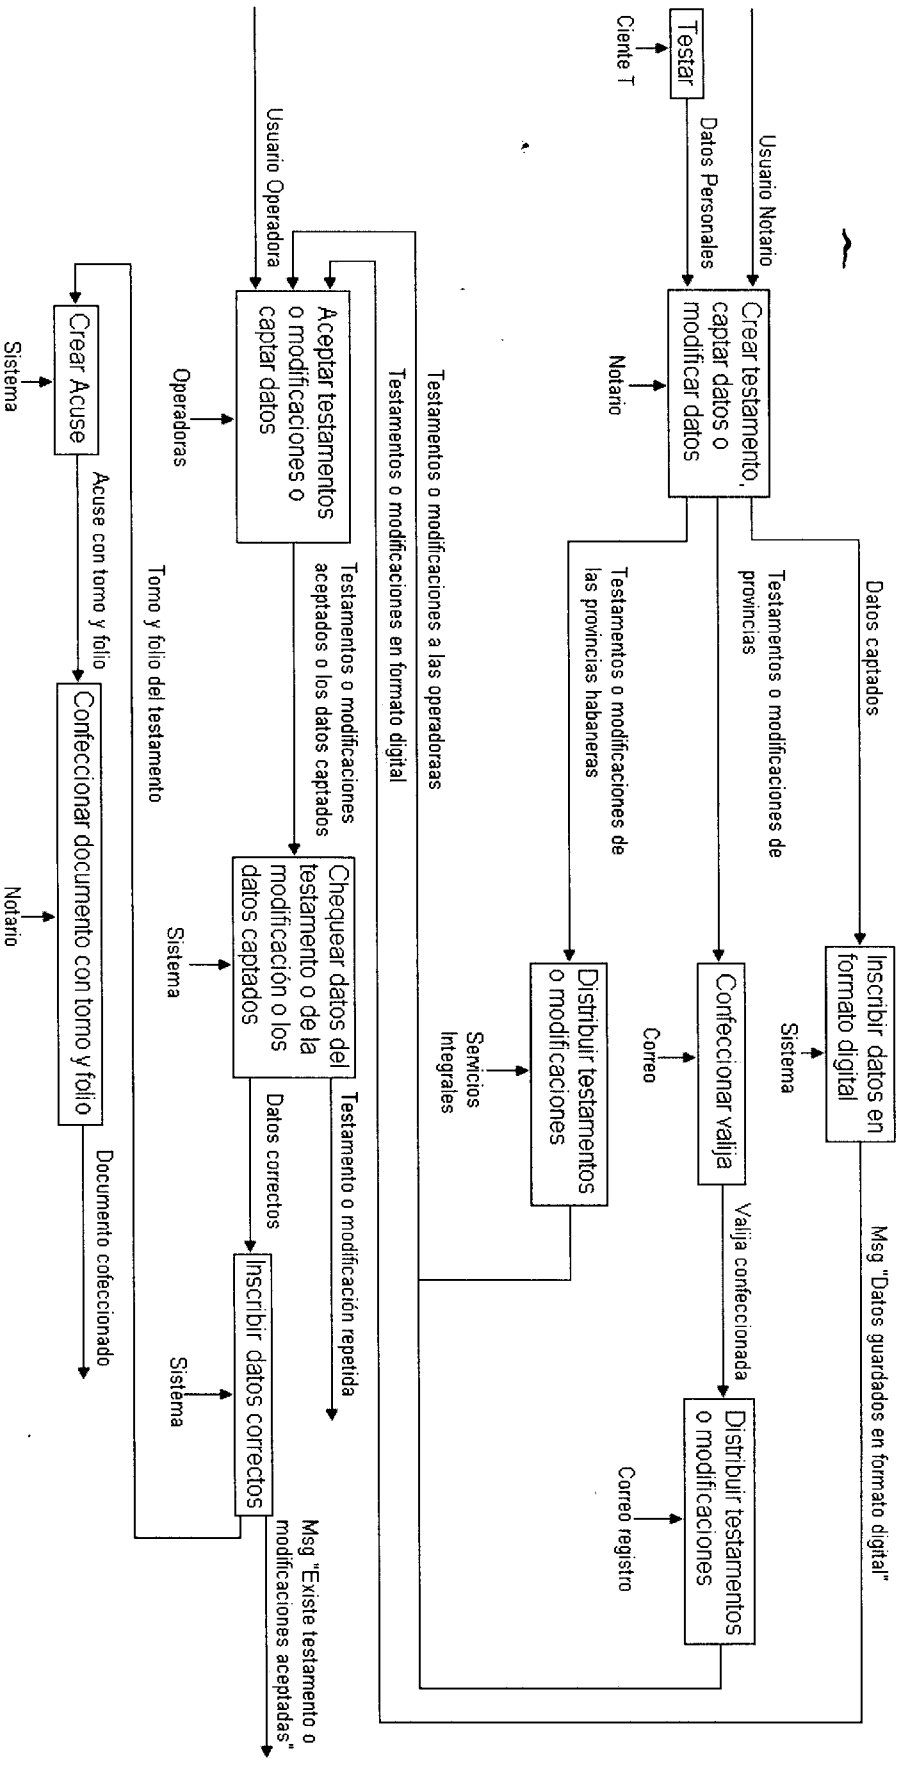 Usuario Notario
Testar
Datos Personales
Ciente T
Crear testamento,
captar datos o
modificar datos
Notario
Datos captados
Testamentos o modificaciones de
provincias
Testamentos o modificaciones de
las provincias habaneras
Inscribir datos en
formato digital
Sistema
Msg "Datos guardados en formato digital"
Confeccionar valija
Correo
Valija confeccionada
Distribuir testamentos
o modificaciones
Correo registro
Distribuir testamentos
o modificaciones
Servicios
Integrales
Testamentos o modificaciones a las operadoraas
Testamentos o modificaciones en formato digital
Usuario Operadora
Aceptar testamentos
o modificaciones o
captar datos
Operadoras
Testamentos o modificaciones
aceptados o los datos captados
Chequear datos del
testamento o de la
modificación o los
datos captados
Sistema
Testamento o modificación repetida
Datos correctos
Inscribir datos correctos
Sistema
Msg "Existe testamento o
modificaciones aceptadas"
Tomo y folio del testamento
Crear Acuse
Sistema
Acuse con tomo y folio
Confeccionar documento con tomo y folio
Notario
Documento cofeccionado